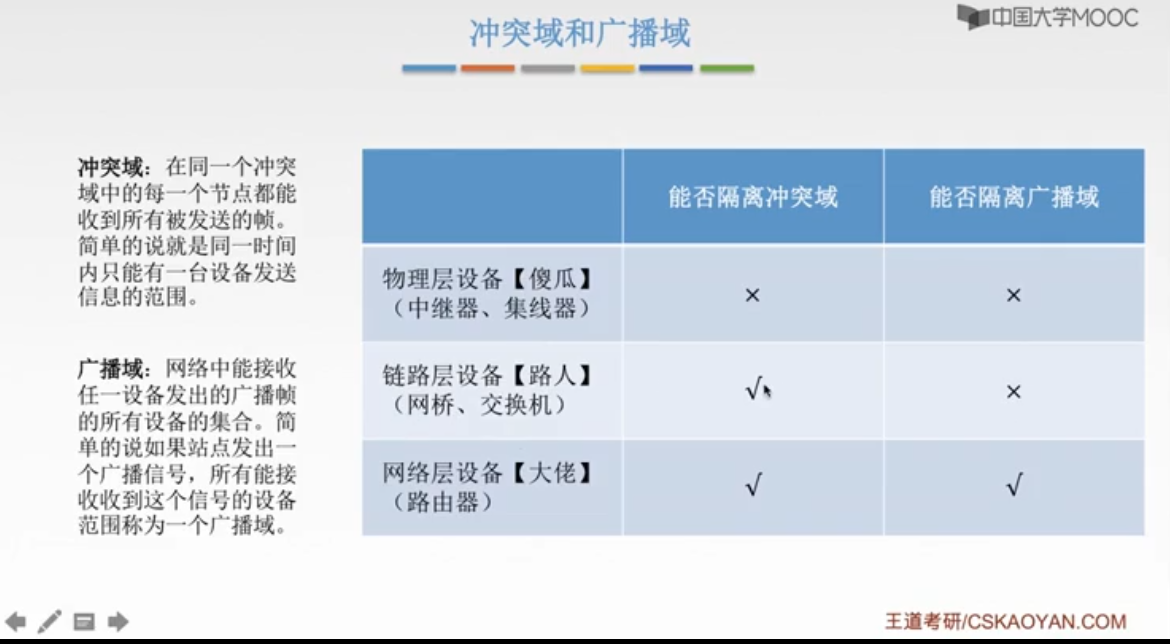 中国大学MOOC
冲突域和广播域
冲突域：在同一个冲突
域中的每一个节点都能
收到所有被发送的帧。
简单的说就是同一时间
内只能有一台设备发送
信息的范围。
广播域：网络中能接收
任一设备发出的广播帧
的所有设备的集合。简
单的说如果站点发出一
个广播信号，所有能接
收收到这个信号的设备
范围称为一个广播域。
能否隔离冲突域 能否隔离广播域
物理层设备【傻瓜】
（中继器、集线器）
× ×
链路层设备【路人】
（网桥、交换机）
√ ×
网络层设备【大佬】
（路由器）
√ √
王道考研/CSKAOYAN.COM